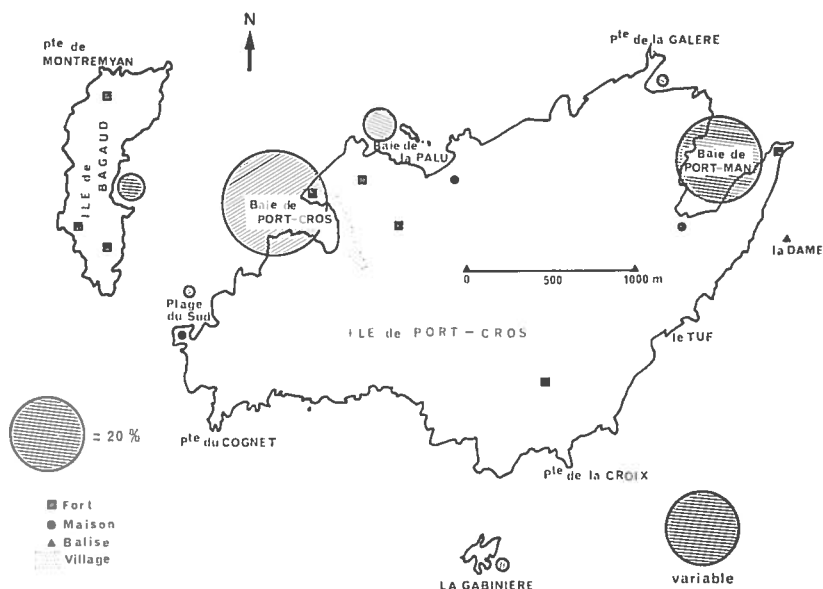 N
Pte de
MONTREMYAN
Pte de la GALÈRE
ILE de
BAGAUD
Baie de
la PALU
Baie de
PORT-MAN
Baie de
PORT-CROS
la DAME
0 500 1000 m
Plage
du Sud
ILE de PORT-CROS
le TUF
= 20 %
Pte du COGNET
Pte de la CROIX
Fort
Maison
Balise
Village
variable
LA GABINIÈRE